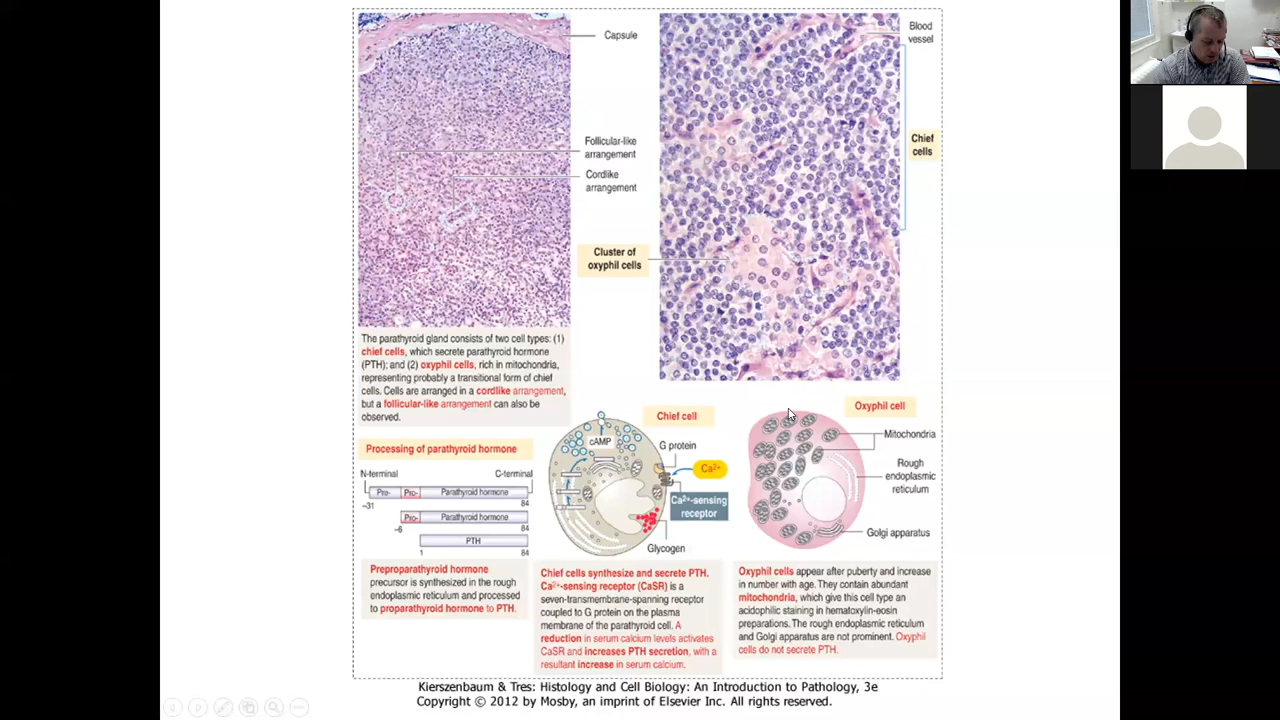 Capsule
Follicular-like
arrangement
Cordlike
arrangement
Cluster of
oxyphil cells
Blood
vessel
Chief
cells
The parathyroid gland consists of two cell types: (1)
chief cells, which secrete parathyroid hormone
(PTH); and (2) oxyphil cells, rich in mitochondria,
representing probably a transitional form of chief
cells. Cells are arranged in a cordlike arrangement,
but a follicular-like arrangement can also be
observed.
Processing of parathyroid hormone
N-terminal C-terminal
Pro- Pro- Parathyroid hormone
–31 84
Pro- Parathyroid hormone
–6 84
PTH
1 84
Preproparathyroid hormone
precursor is synthesized in the rough
endoplasmic reticulum and processed
to proparathyroid hormone to PTH.
Chief cell
cAMP
G protein
Ca2+
Ca2+-sensing
receptor
Glycogen
Chief cells synthesize and secrete PTH.
Ca2+-sensing receptor (CaSR) is a
seven-transmembrane-spanning receptor
coupled to G protein on the plasma
membrane of the parathyroid cell. A
reduction in serum calcium levels activates
CaSR and increases PTH secretion, with a
resultant increase in serum calcium.
Oxyphil cell
Mitochondria
Rough
endoplasmic
reticulum
Golgi apparatus
Oxyphil cells appear after puberty and increase
in number with age. They contain abundant
mitochondria, which give this cell type an
acidophilic staining in hematoxylin-eosin
preparations. The rough endoplasmic reticulum
and Golgi apparatus are not prominent. Oxyphil
cells do not secrete PTH.
Kierszenbaum & Tres: Histology and Cell Biology: An Introduction to Pathology, 3e
Copyright © 2012 by Mosby, an imprint of Elsevier Inc. All rights reserved.